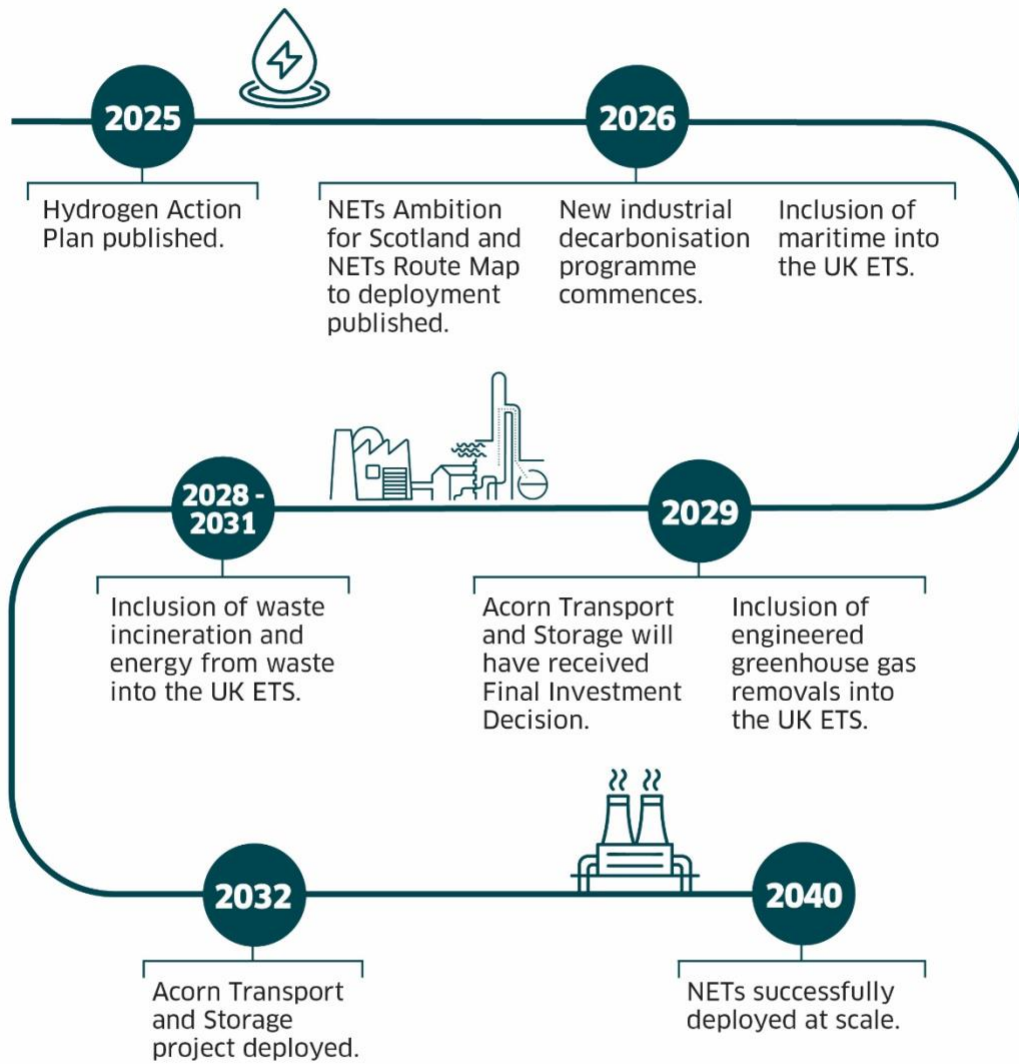 2025
Hydrogen Action
Plan published.
2026
NETs Ambition
for Scotland and
NETs Route Map
to deployment
published.
New industrial
decarbonisation
programme
commences.
Inclusion of
maritime into
the UK ETS.
2029
Acorn Transport
and Storage will
have received
Final Investment
Decision.
Inclusion of
engineered
greenhouse gas
removals into
the UK ETS.
2028 -
2031
Inclusion of waste
incineration and
energy from waste
into the UK ETS.
2032
Acorn Transport
and Storage
project deployed.
2040
NETs successfully
deployed at scale.